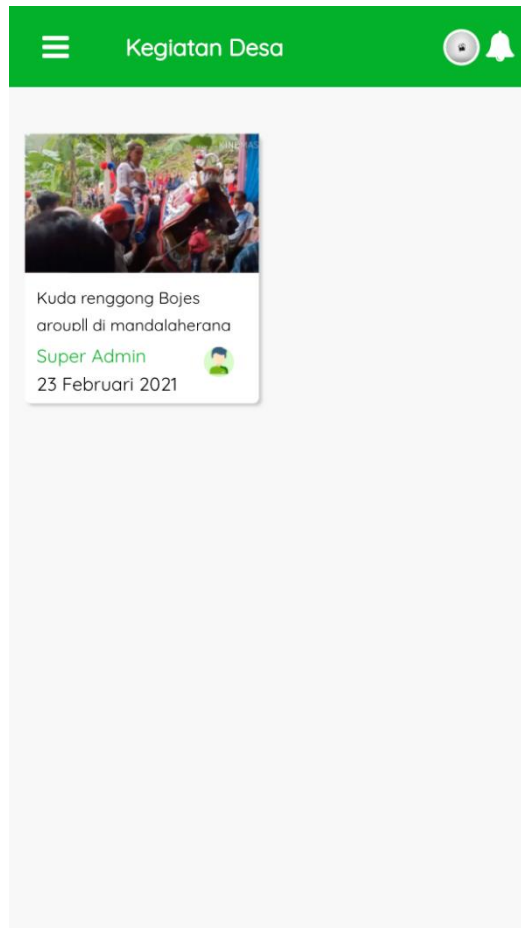 Kegiatan Desa
Kuda renggong Bojes
groupll di mandalaherang
Super Admin
23 Februari 2021